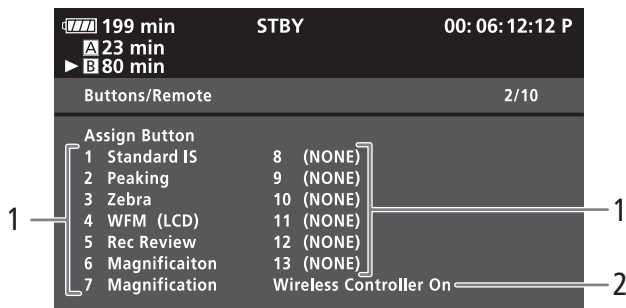 199 min STBY 00:06:12:12 P
A 23 min
▶ B 80 min
Buttons/Remote 2/10
Assign Button
1 Standard IS 8 (NONE)
2 Peaking 9 (NONE)
3 Zebra 10 (NONE)
4 WFM (LCD) 11 (NONE)
5 Rec Review 12 (NONE)
6 Magnificaiton 13 (NONE)
7 Magnification Wireless Controller On
1
1
2